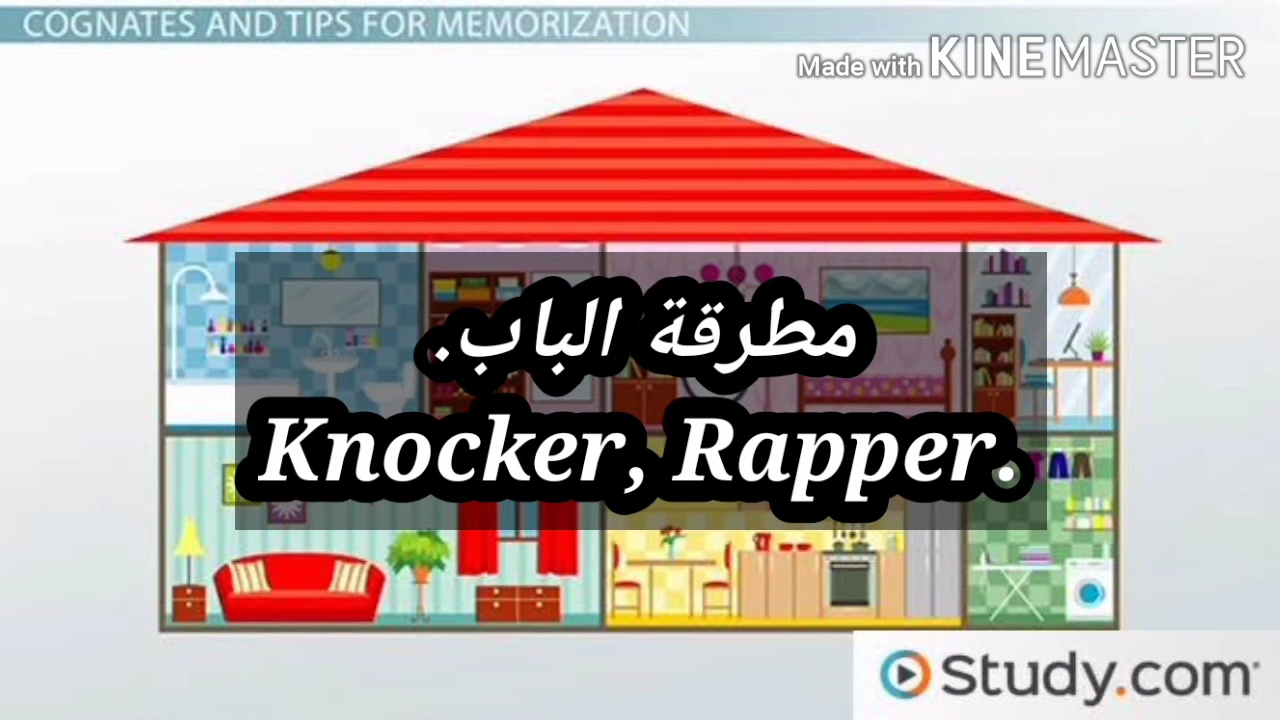 COGNATES AND TIPS FOR MEMORIZATION
Made with KINEMASTER
مطرقة الباب.
Knocker, Rapper.
Study.com